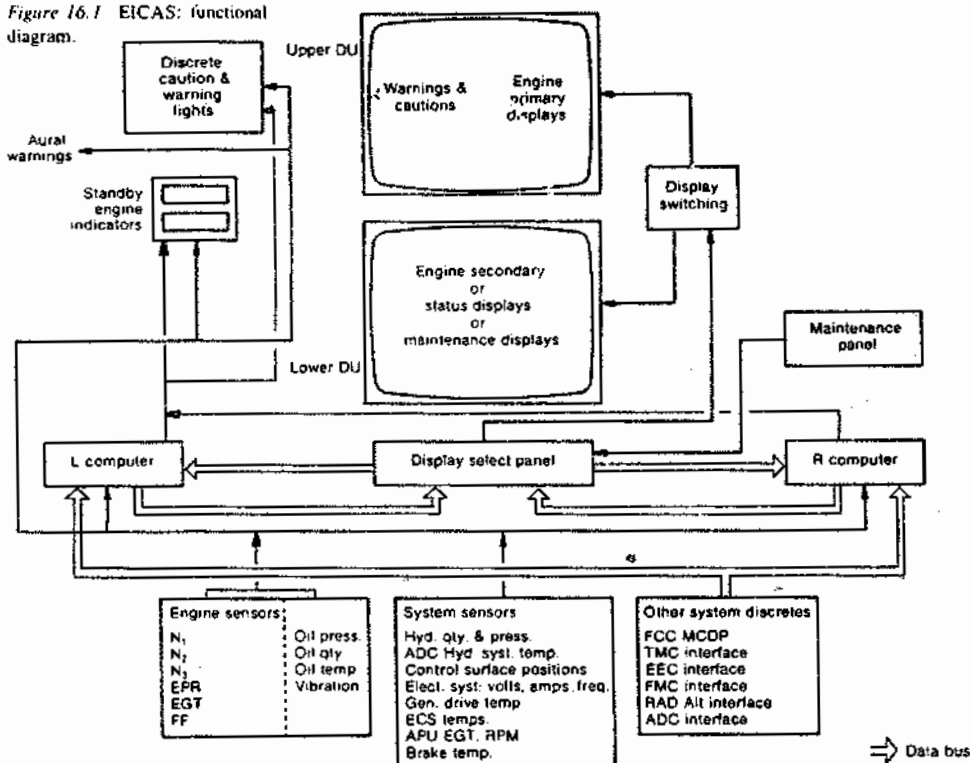 Figure 16.1 EICAS: functional
diagram.
Upper DU
Discrete
caution &
warning
lights
Warnings &
cautions
Engine
primary
displays
Aural
warnings
Display
switching
Standby
engine
indicators
Engine secondary
or
status displays
or
maintenance displays
Maintenance
panel
Lower DU
L computer
Display select panel
R computer
Engine sensors
N1
N2
N3
EPR
EGT
FF
Oil press.
Oil qty
Oil temp
Vibration
System sensors
Hyd. qty. & press.
ADC Hyd syst. temp.
Control surface positions
Elect. syst: volts, amps, freq.
Gen. drive temp
ECS temps.
APU EGT, RPM
Brake temp.
Other system discretes
FCC MCDP
TMC interface
EEC interface
FMC interface
RAD Alt interface
ADC interface
Data bus